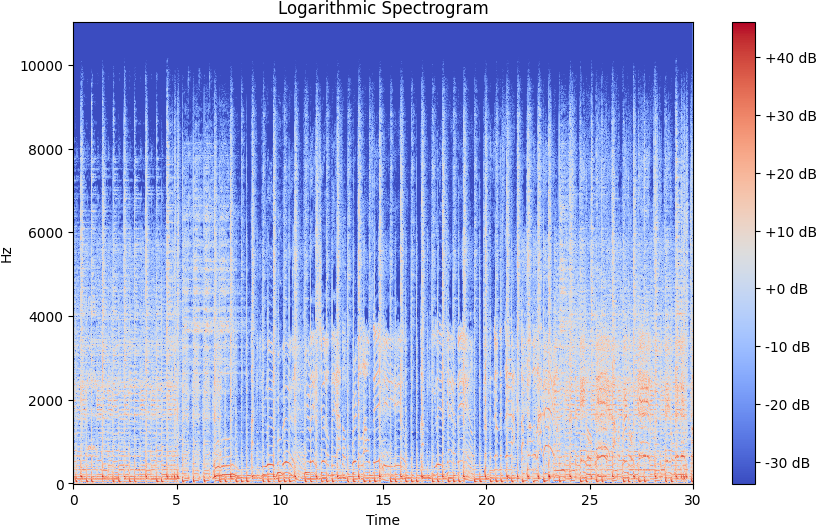 Logarithmic Spectrogram
Hz
10000
8000
6000
4000
2000
0
0 5 10 15 20 25 30
Time
+40 dB
+30 dB
+20 dB
+10 dB
+0 dB
-10 dB
-20 dB
-30 dB